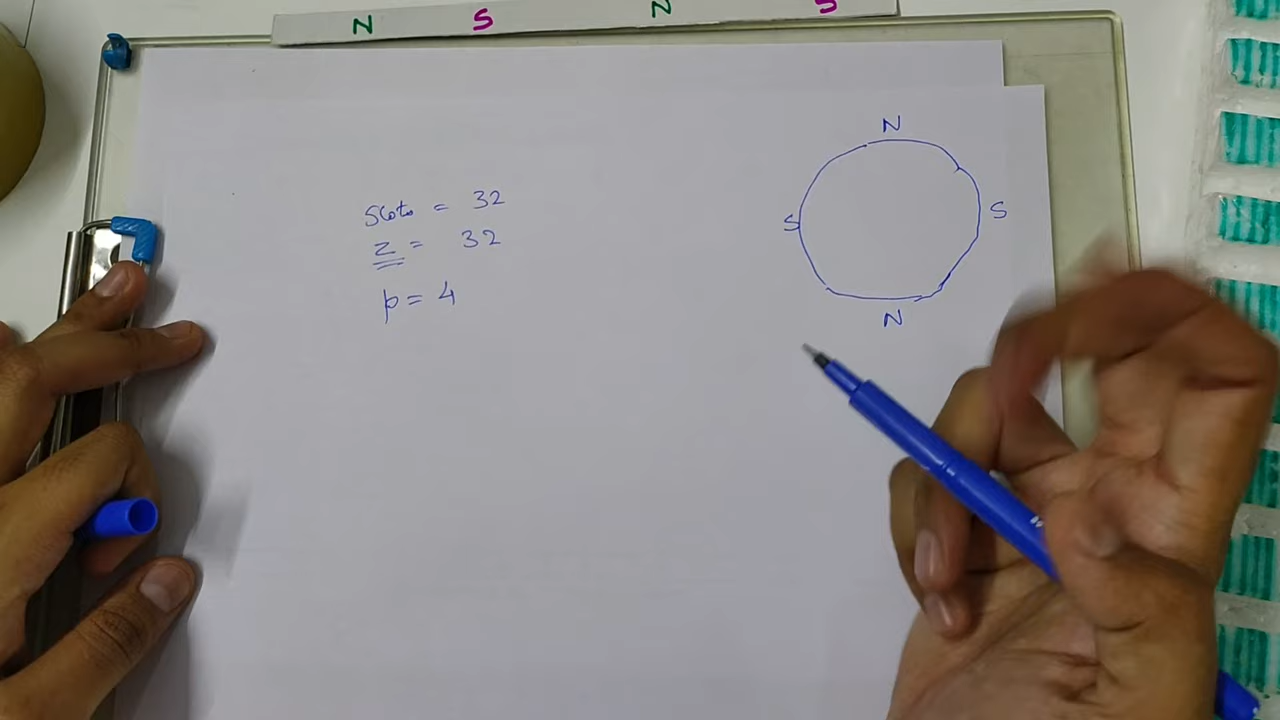 N S N S
N
Slots = 32
S S
z = 32
p = 4
N